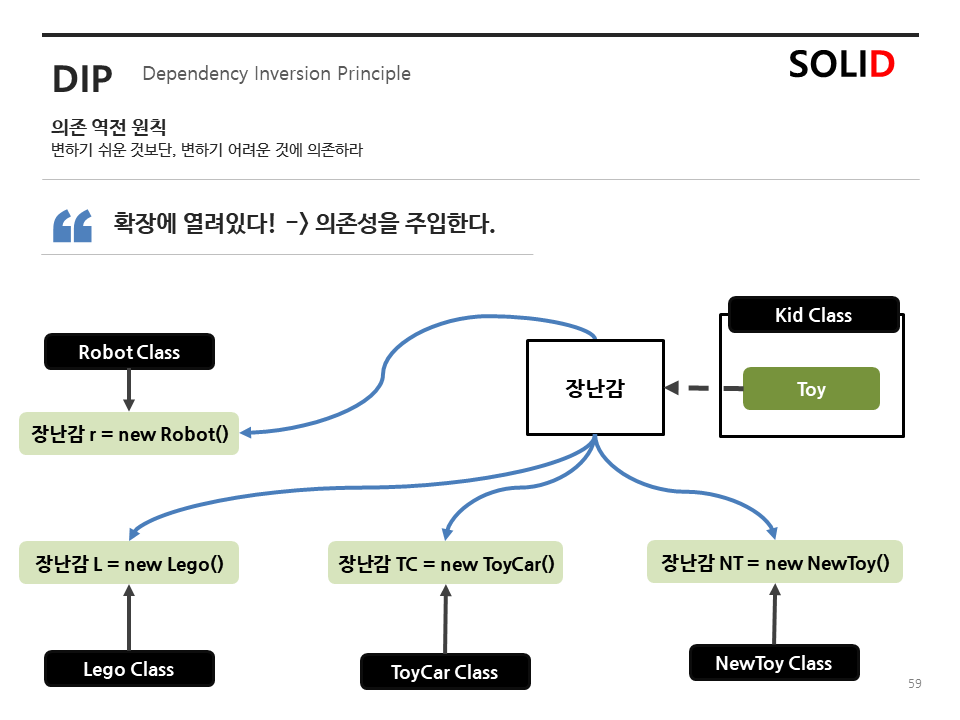 DIP
Dependency Inversion Principle
SOLID
의존 역전 원칙
변하기 쉬운 것보단, 변하기 어려운 것에 의존하라
확장에 열려있다! -> 의존성을 주입한다.
Kid Class
Robot Class
장난감
Toy
장난감 r = new Robot()
장난감 L = new Lego()
장난감 TC = new ToyCar()
장난감 NT = new NewToy()
Lego Class
ToyCar Class
NewToy Class
59